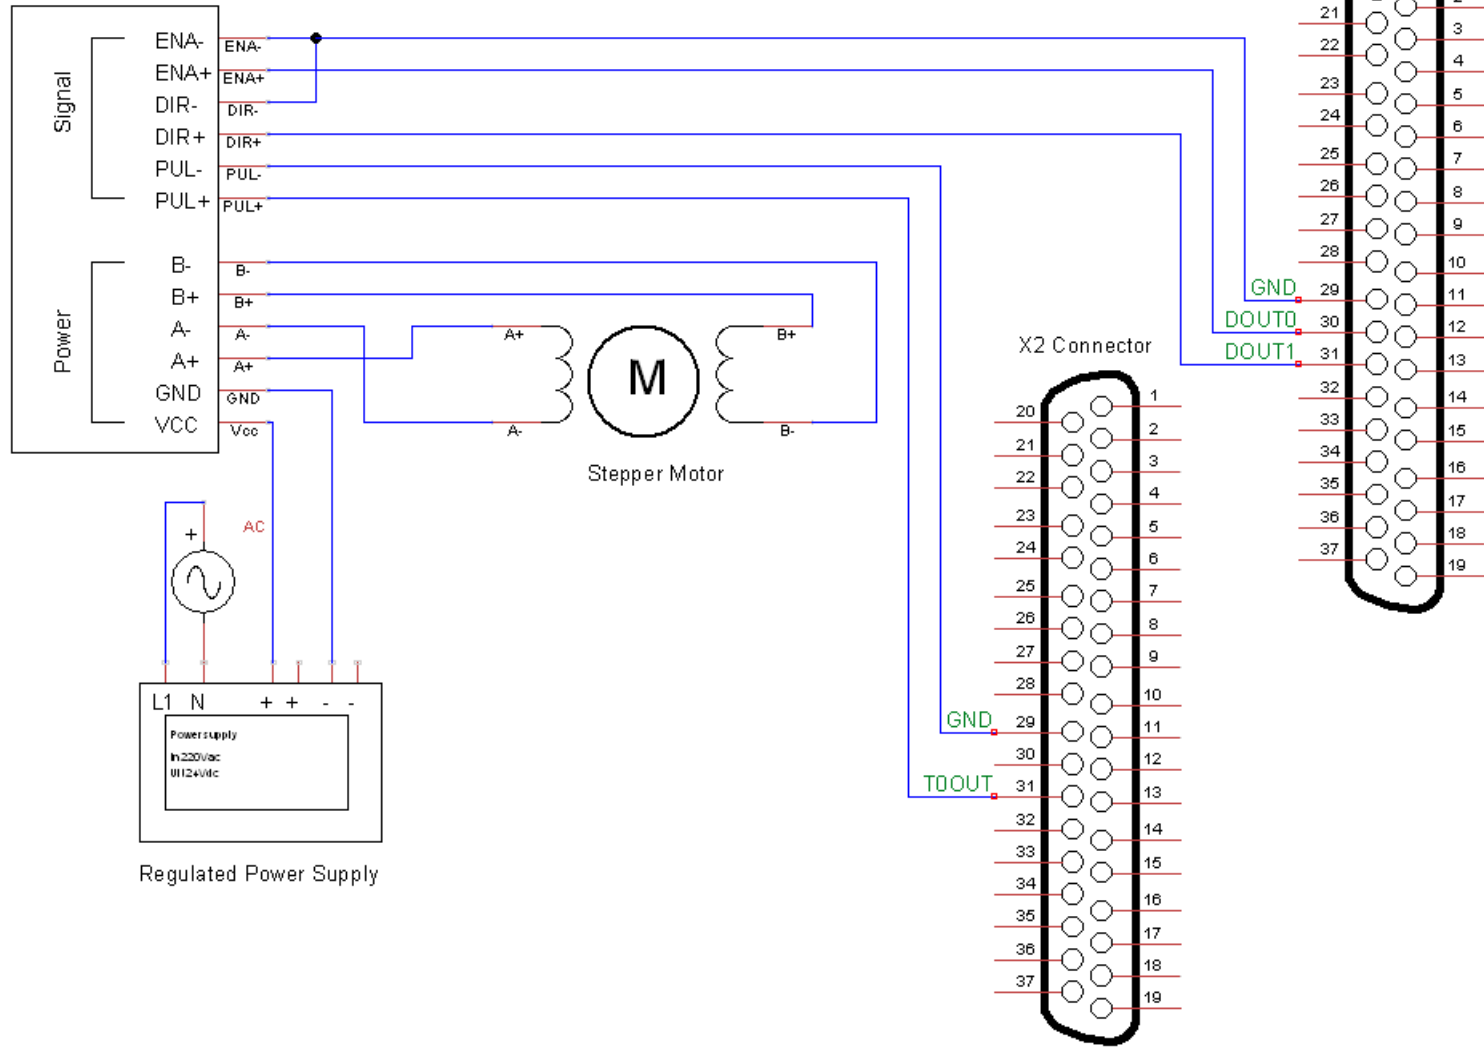 Signal
ENA- ENA-
ENA+ ENA+
DIR- DIR-
DIR+ DIR+
PUL- PUL-
PUL+ PUL+
Power
B- B-
B+ B+
A- A-
A+ A+
GND GND
VCC Vcc
A+
A-
M
B+
B-
Stepper Motor
+
AC
L1 N + + - -
Power supply
In 220Vac
Regulated Power Supply
GND
DOUT0
DOUT1
21
22
23
24
25
26
27
28
29
30
31
32
33
34
35
36
37
3
4
5
6
7
8
9
10
11
12
13
14
15
16
17
18
19
X2 Connector
GND
T0OUT
20
21
22
23
24
25
26
27
28
29
30
31
32
33
34
35
36
37
1
2
3
4
5
6
7
8
9
10
11
12
13
14
15
16
17
18
19